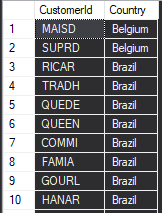 CustomerId Country
1 MAISD Belgium
2 SUPRD Belgium
3 RICAR Brazil
4 TRADH Brazil
5 QUEDE Brazil
6 QUEEN Brazil
7 COMMI Brazil
8 FAMIA Brazil
9 GOURL Brazil
10 HANAR Brazil